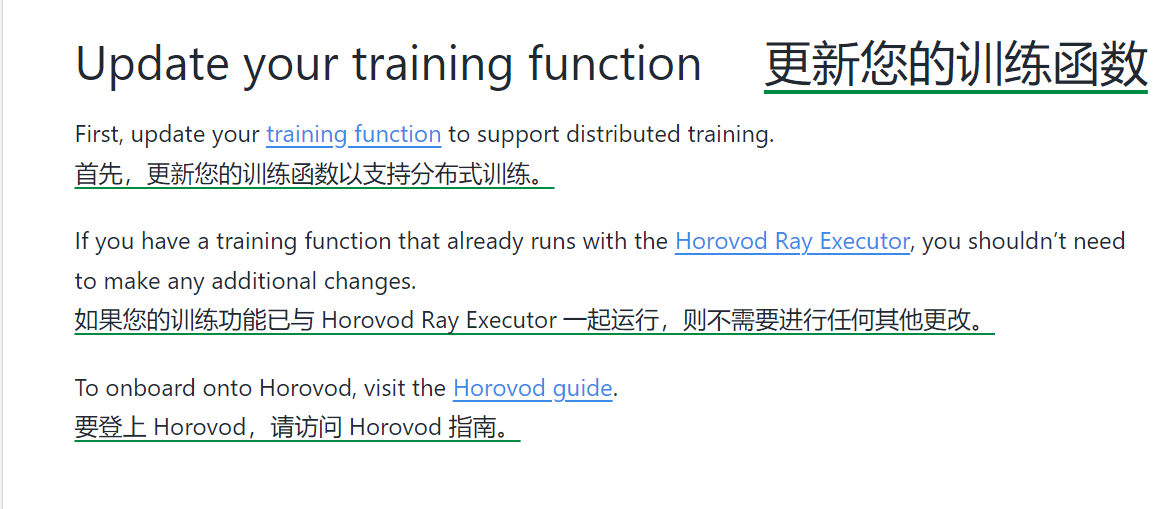 Update your training function 更新您的训练函数
First, update your training function to support distributed training.
首先，更新您的训练函数以支持分布式训练。
If you have a training function that already runs with the Horovod Ray Executor, you shouldn’t need
to make any additional changes.
如果您的训练功能已与 Horovod Ray Executor 一起运行，则不需要进行任何其他更改。
To onboard onto Horovod, visit the Horovod guide.
要登上 Horovod，请访问 Horovod 指南。